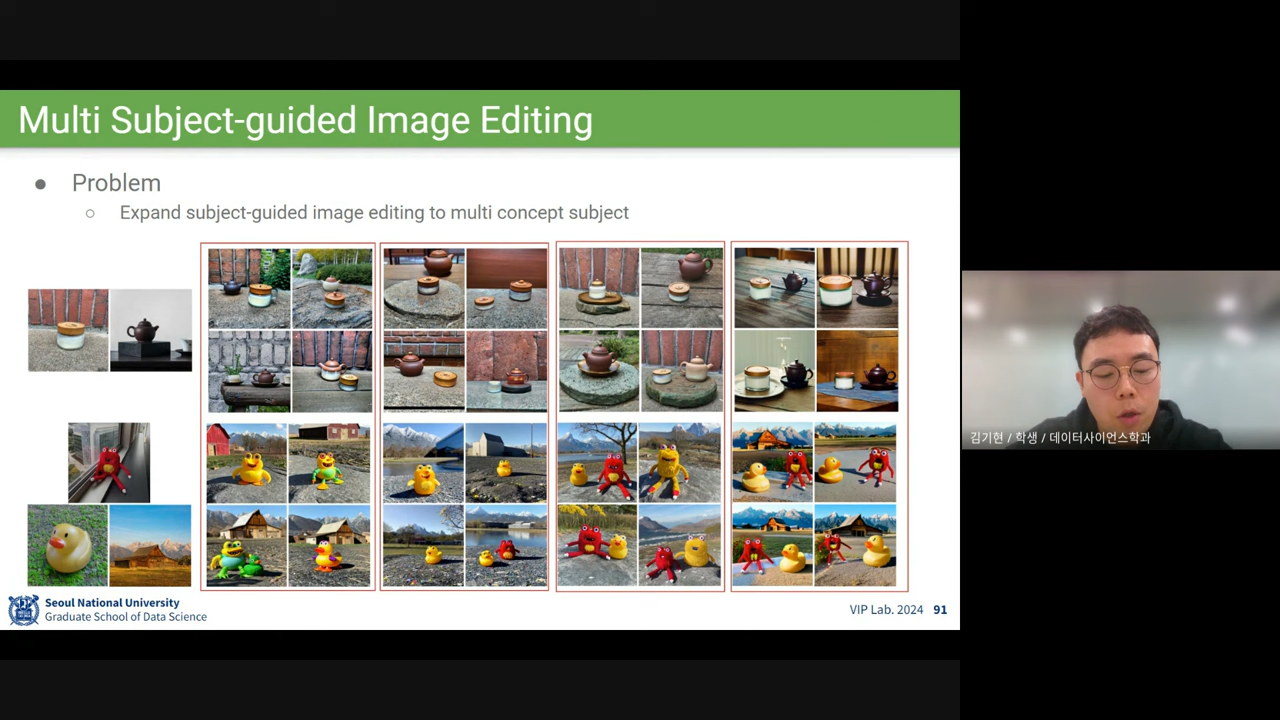 Multi Subject-guided Image Editing
● Problem
○ Expand subject-guided image editing to multi concept subject
김기현 / 학생 / 데이터사이언스학과
Seoul National University
Graduate School of Data Science
VIP Lab. 2024 91